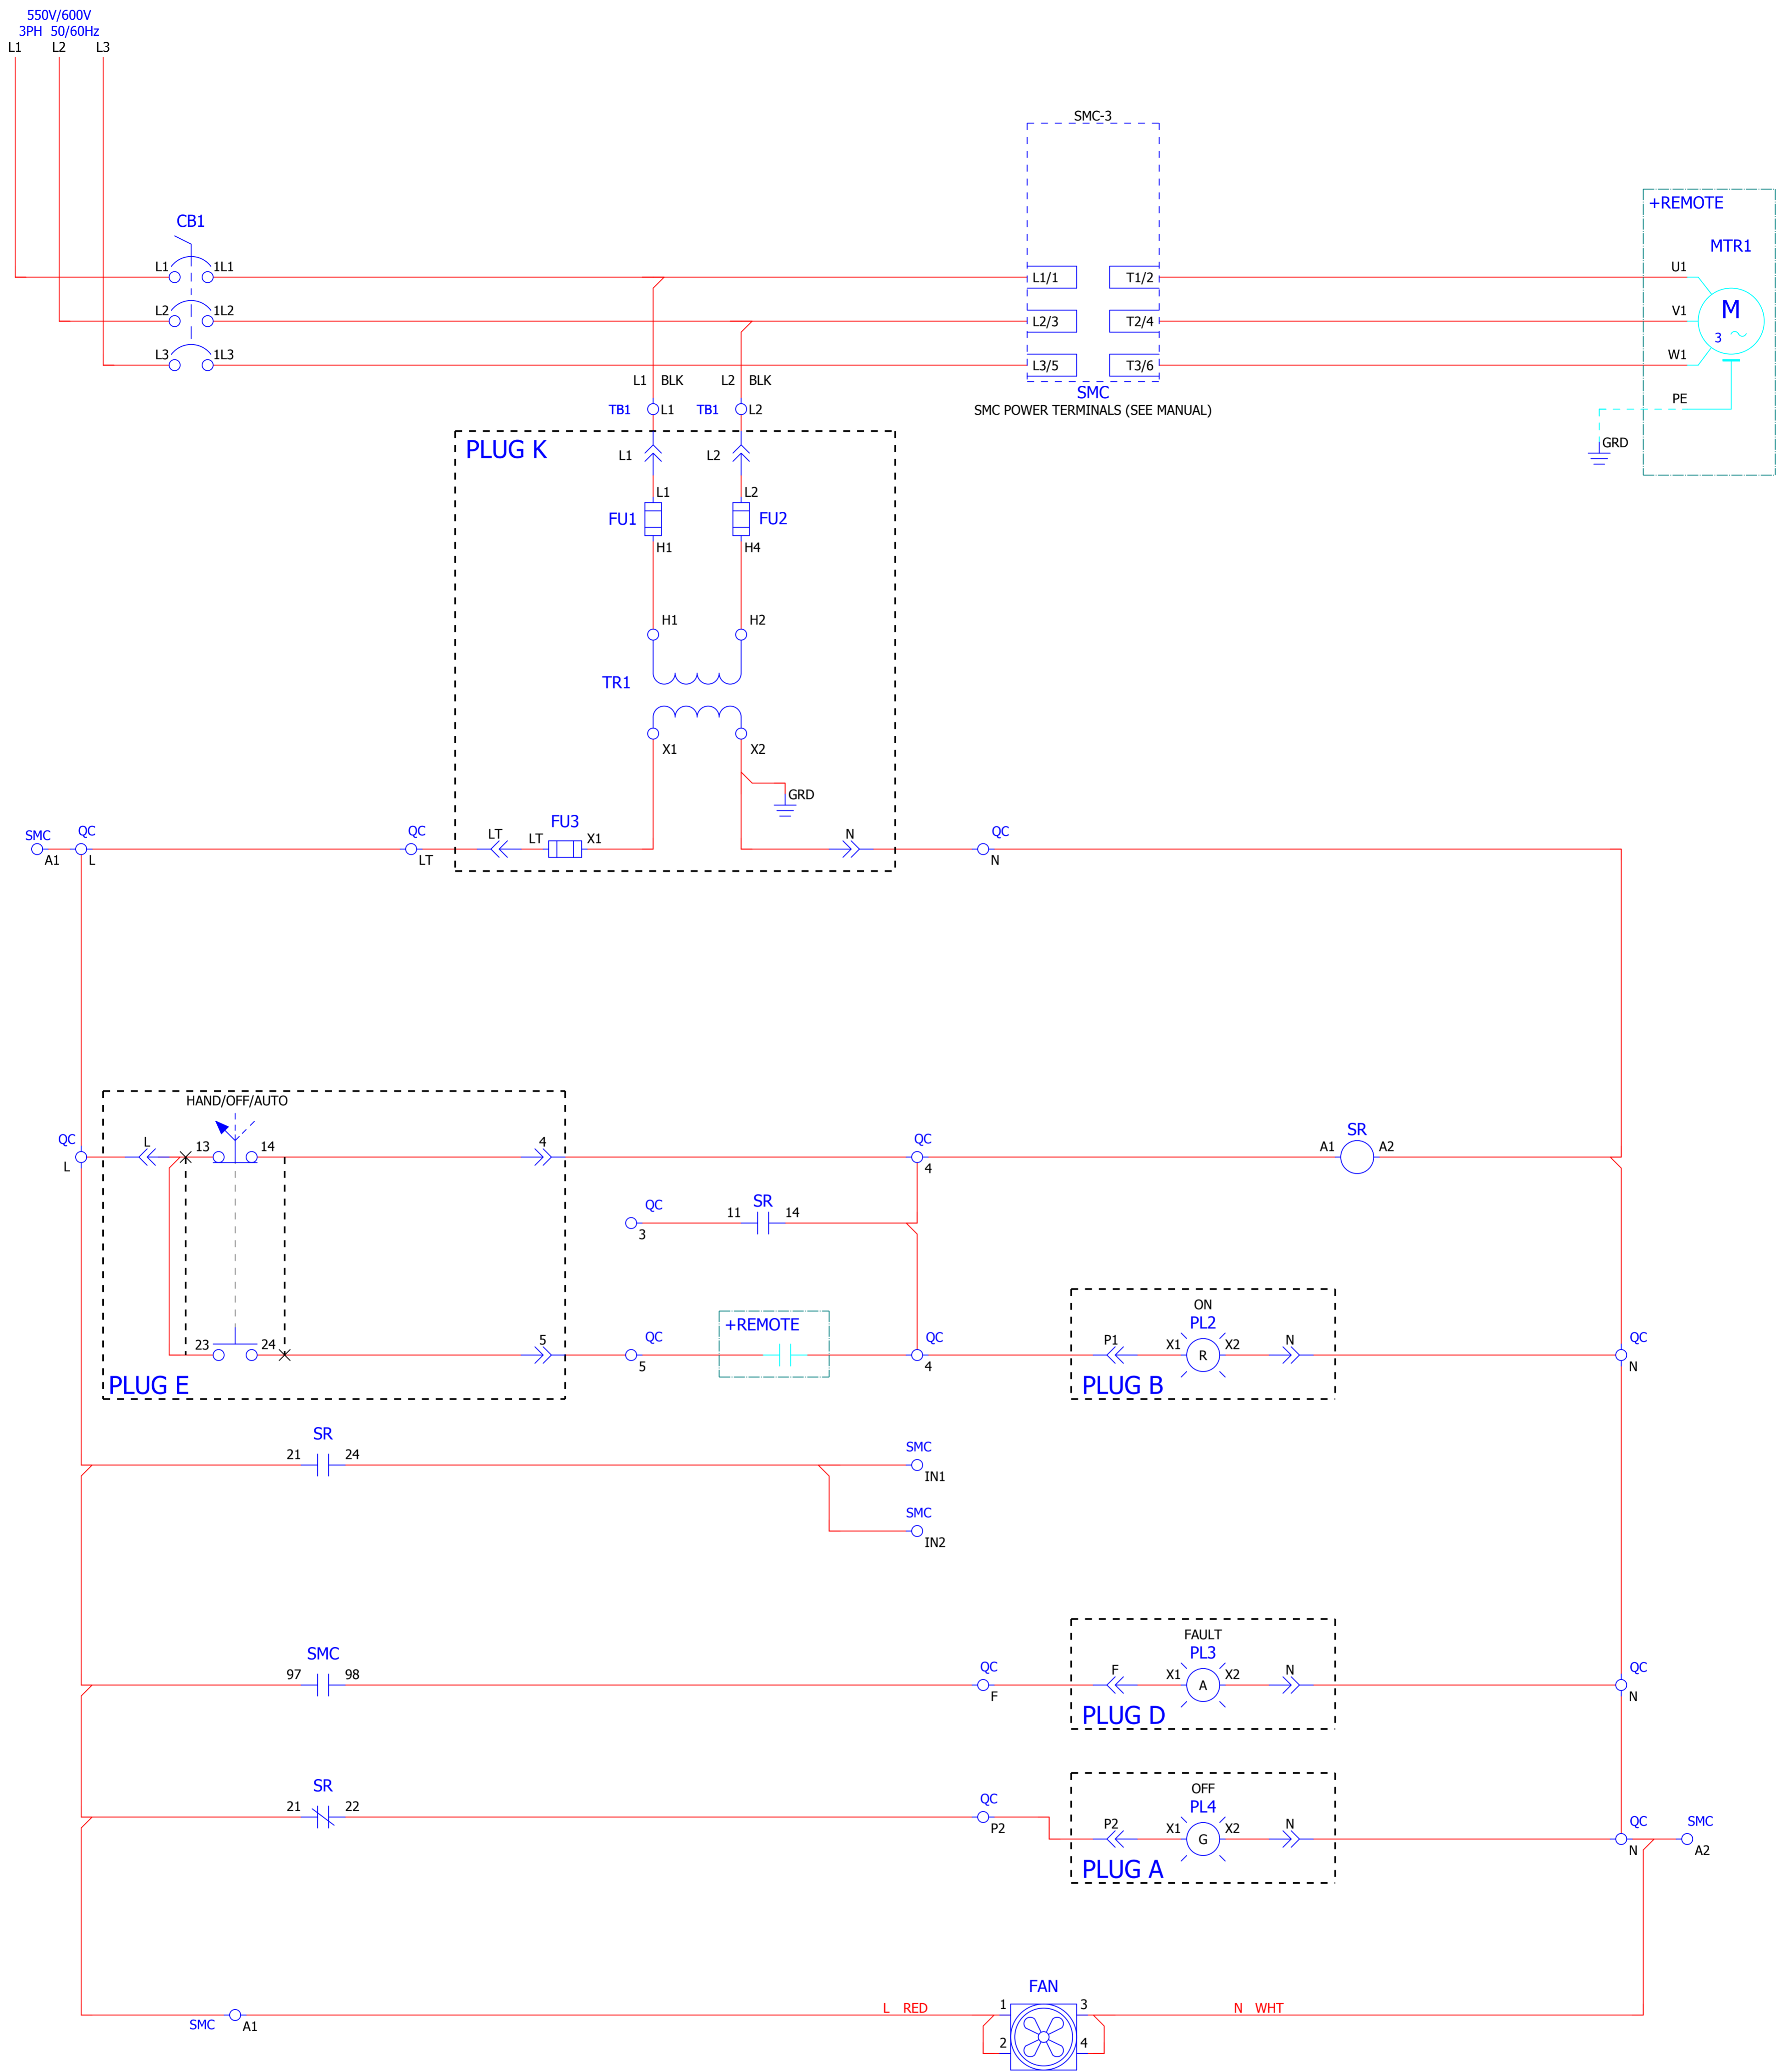 550V/600V
3PH 50/60Hz
L1 L2 L3
SMC-3
+REMOTE
CB1
MTR1
L1 1L1 L1/1 T1/2 U1
L2 1L2 L2/3 T2/4 V1
M
3
L3 1L3 L3/5 T3/6 W1
L1 BLK L2 BLK
SMC
PE
TB1 L1 TB1 L2
SMC POWER TERMINALS (SEE MANUAL)
GRD
PLUG K
L1 L2
L1 L2
FU1 FU2
H1 H4
H1 H2
TR1
X1 X2
GRD
FU3
SMC QC QC LT LT X1 N QC
A1 L LT N
HAND/OFF/AUTO
QC L 13 14 4 QC SR
A1 A2
L 4
QC SR
11 14
3
ON
+REMOTE PL2
23 24 5 QC P1 X1 X2 N QC
R
5 4 N
PLUG E PLUG B
SR SMC
21 24
IN1
SMC
IN2
FAULT
SMC PL3
97 98 QC F X1 X2 N QC
A
F N
PLUG D
SR OFF
21 22 QC PL4
P2 P2 X1 X2 N QC SMC
G
N A2
PLUG A
FAN
L RED 1 3 N WHT
SMC A1
2 4